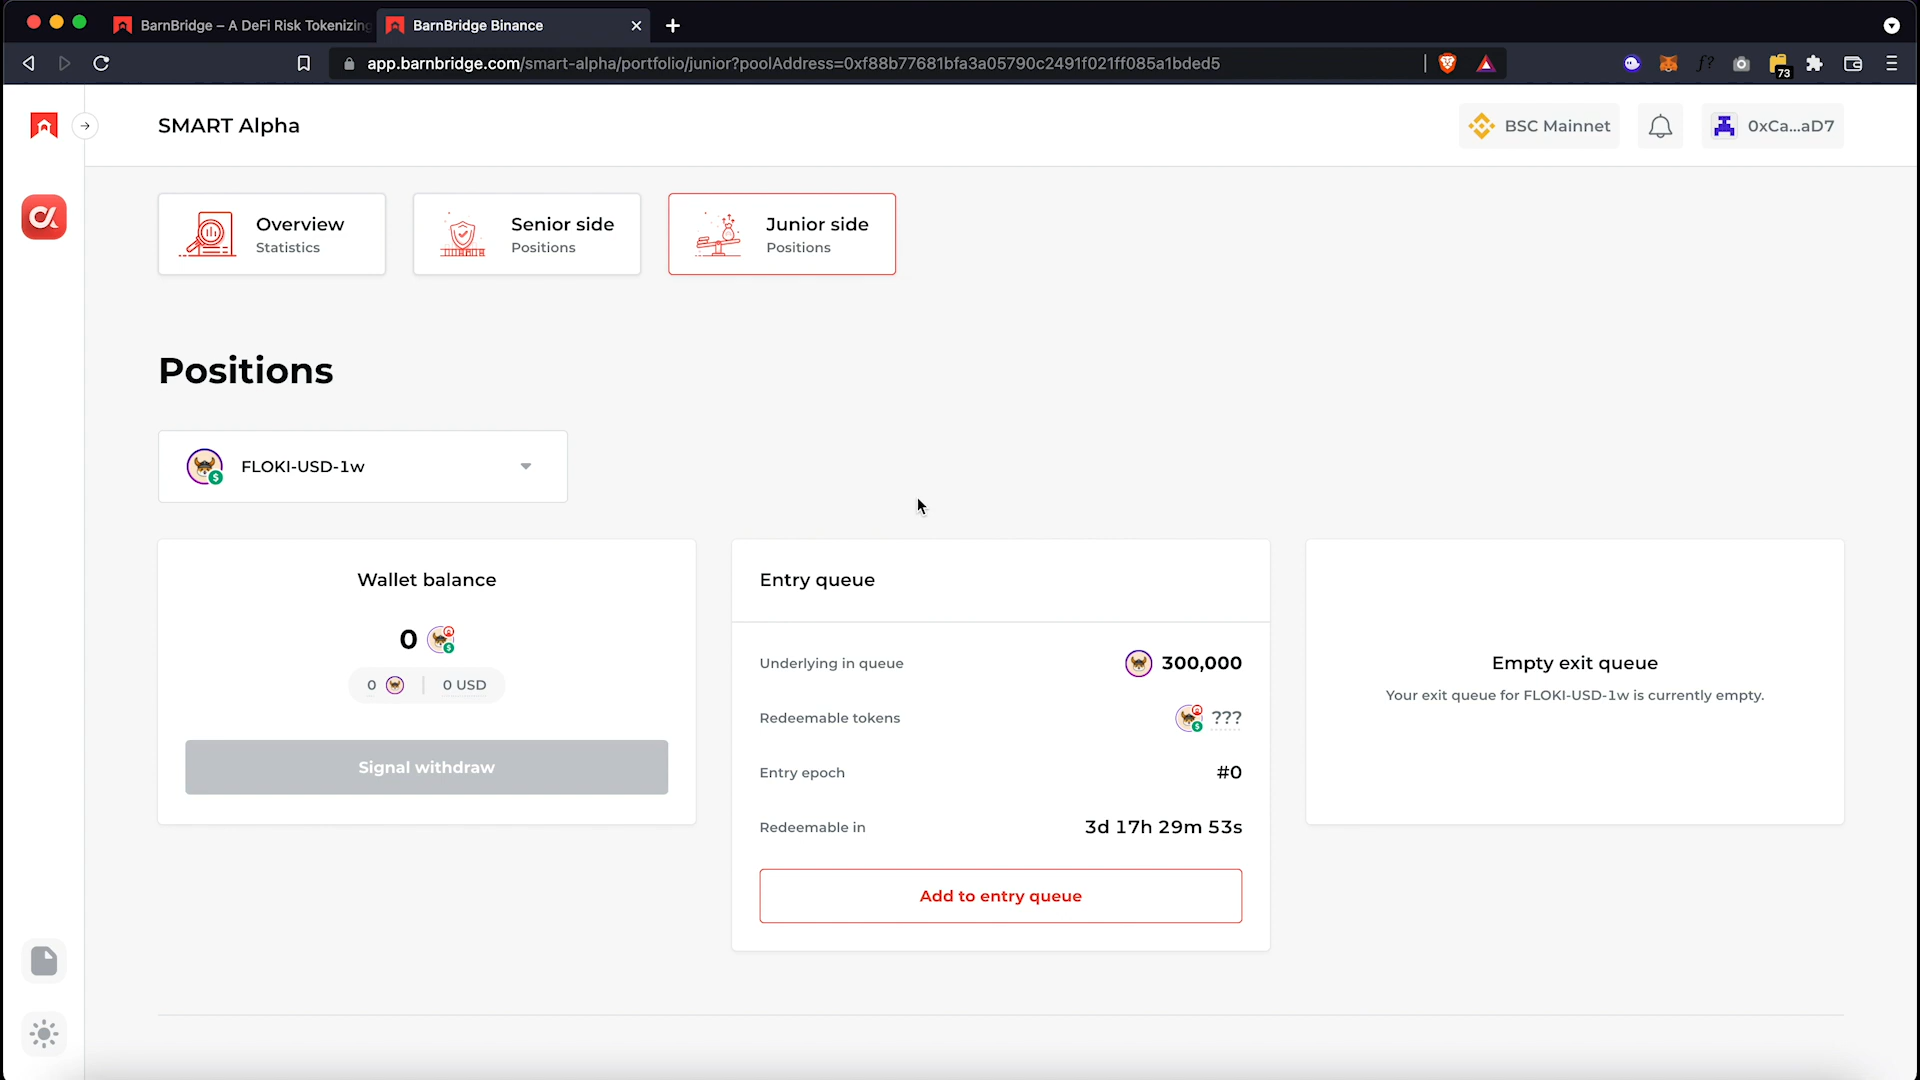 BarnBridge – A DeFi Risk Tokenizing
BarnBridge Binance
app.barnbridge.com/smart-alpha/portfolio/junior?poolAddress=0xf88b77681bfa3a05790c2491f021ff085a1bded5
f?
73
SMART Alpha
BSC Mainnet
0xCa...aD7
Overview
Statistics
Senior side
Positions
Junior side
Positions
Positions
FLOKI-USD-1w
Wallet balance
0
0
0 USD
Signal withdraw
Entry queue
Underlying in queue
300,000
Redeemable tokens
???
Entry epoch
#0
Redeemable in
3d 17h 29m 53s
Add to entry queue
Empty exit queue
Your exit queue for FLOKI-USD-1w is currently empty.